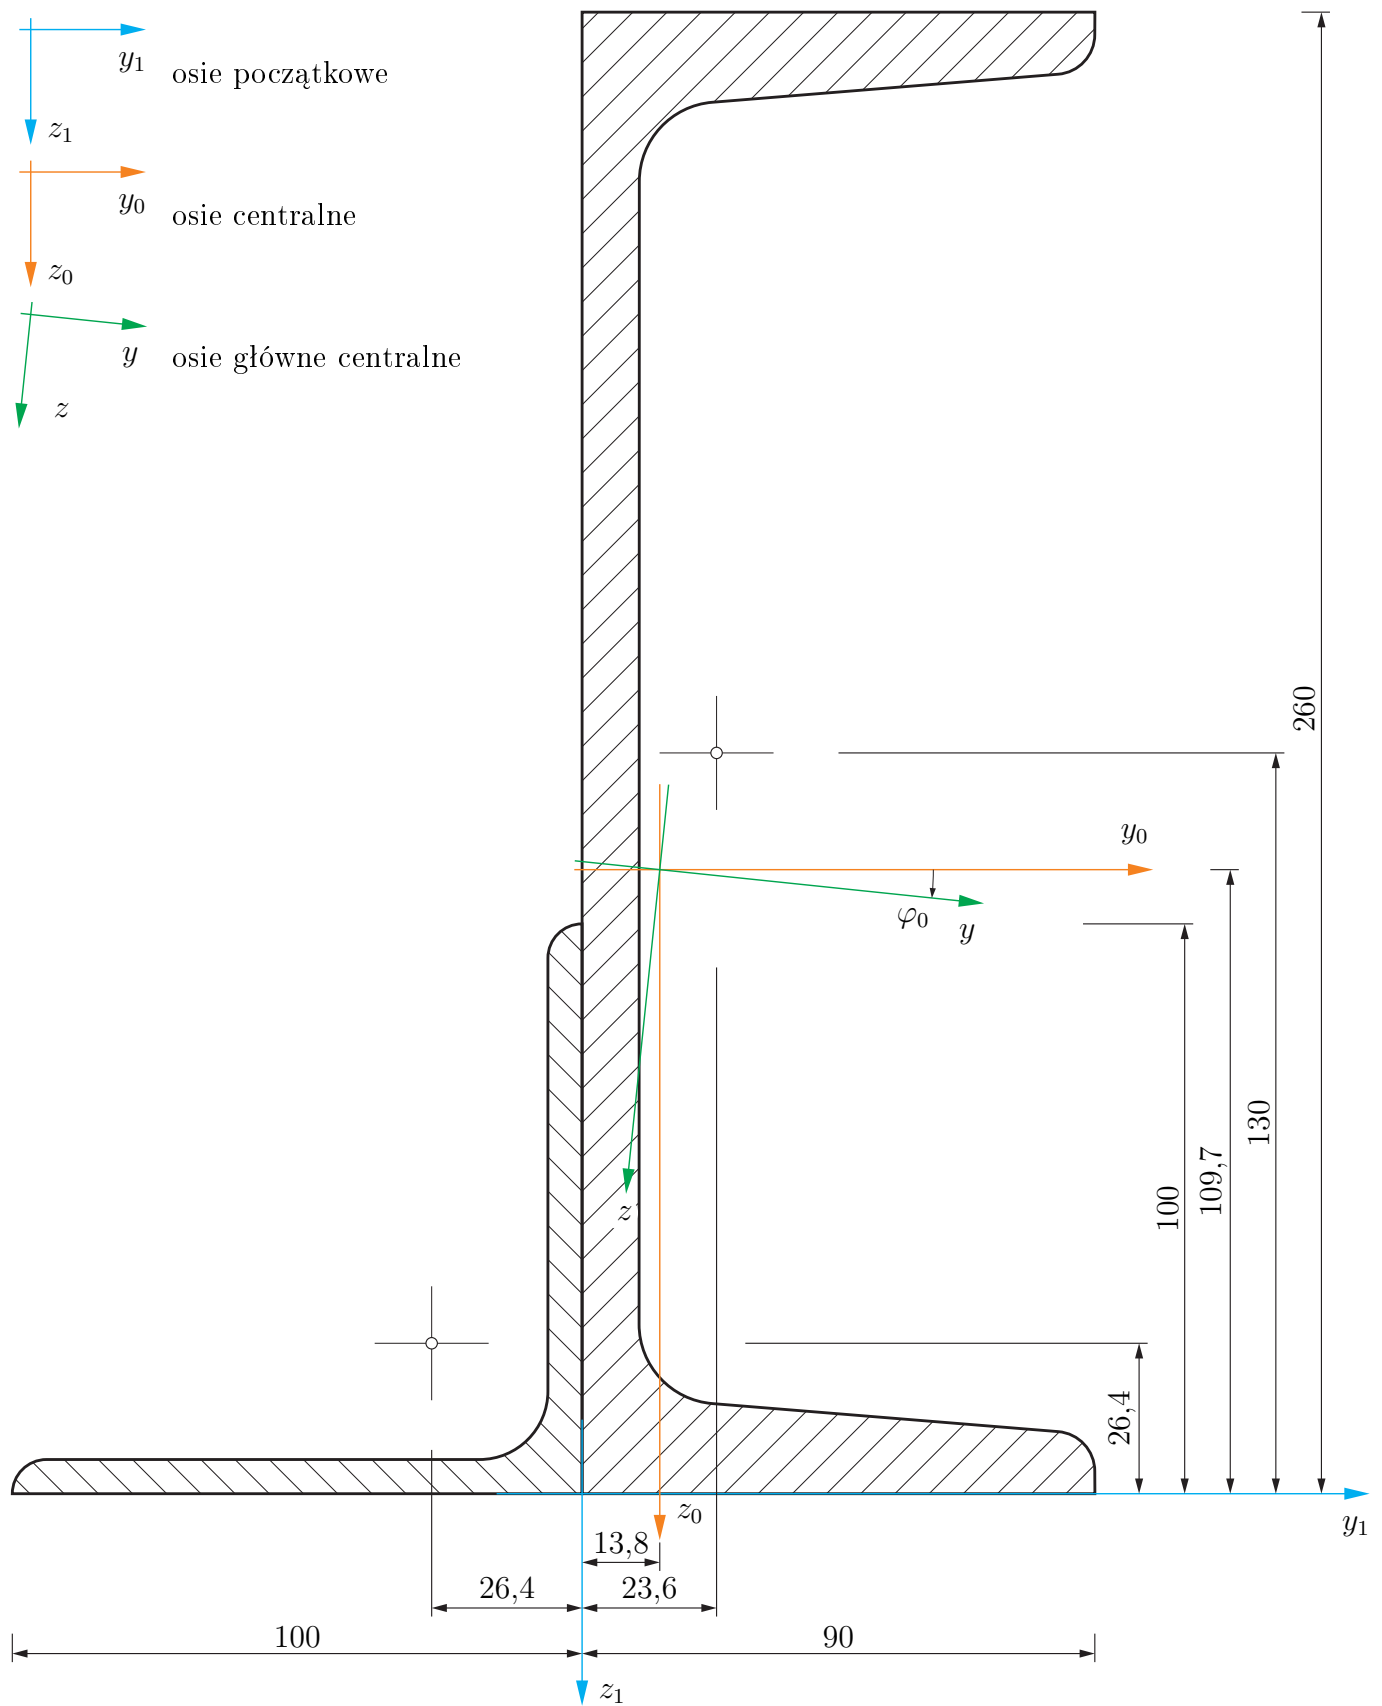 y₁
osie początkowe
z₁
y₀
osie centralne
z₀
y
osie główne centralne
z
260
y₀
φ₀
y
130
109,7
100
z
26,4
z₀
y₁
13,8
26,4
23,6
100
90
z₁